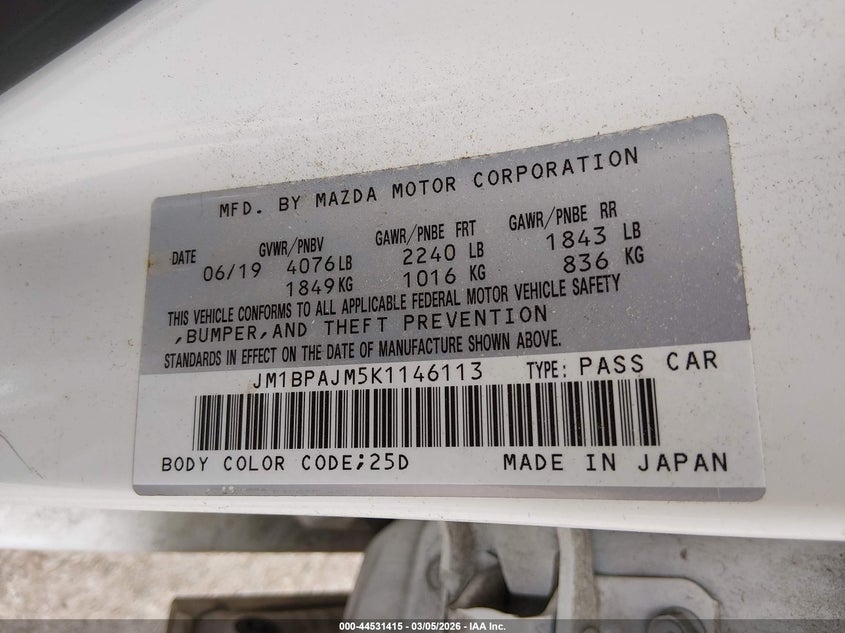 MFD. BY MAZDA MOTOR CORPORATION
DATE GVWR/PNBV GAWR/PNBE FRT GAWR/PNBE RR
06/19 4076LB 2240 LB 1843 LB
1849KG 1016 KG 836 KG
THIS VEHICLE CONFORMS TO ALL APPLICABLE FEDERAL MOTOR VEHICLE SAFETY
,BUMPER,AND THEFT PREVENTION
STANDARDS IN EFFECT ON THE DATE OF MANUFACTURE SHOWN ABOVE.
JM1BPAJM5K1146113 TYPE: PASS CAR
BODY COLOR CODE;25D MADE IN JAPAN
000-44531415 - 03/05/2026 - IAA Inc.